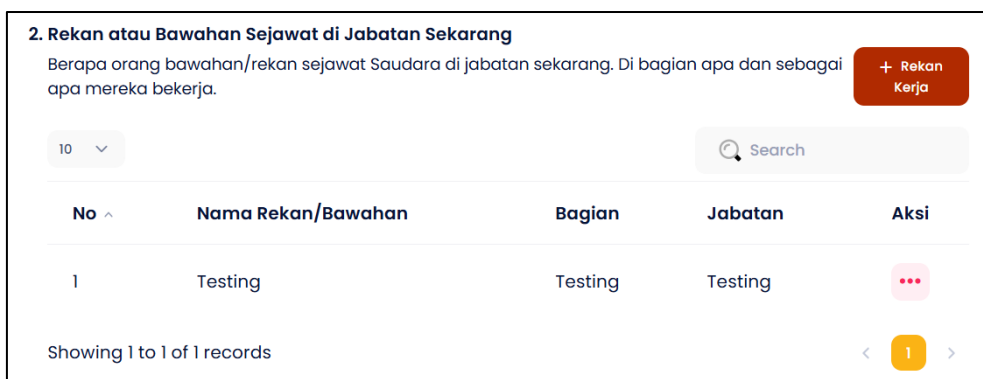 2. Rekan atau Bawahan Sejawat di Jabatan Sekarang
Berapa orang bawahan/rekan sejawat Saudara di jabatan sekarang. Di bagian apa dan sebagai
apa mereka bekerja.
+ Rekan
Kerja
10
Search
No Nama Rekan/Bawahan Bagian Jabatan Aksi
1 Testing Testing Testing
Showing 1 to 1 of 1 records
< 1 >